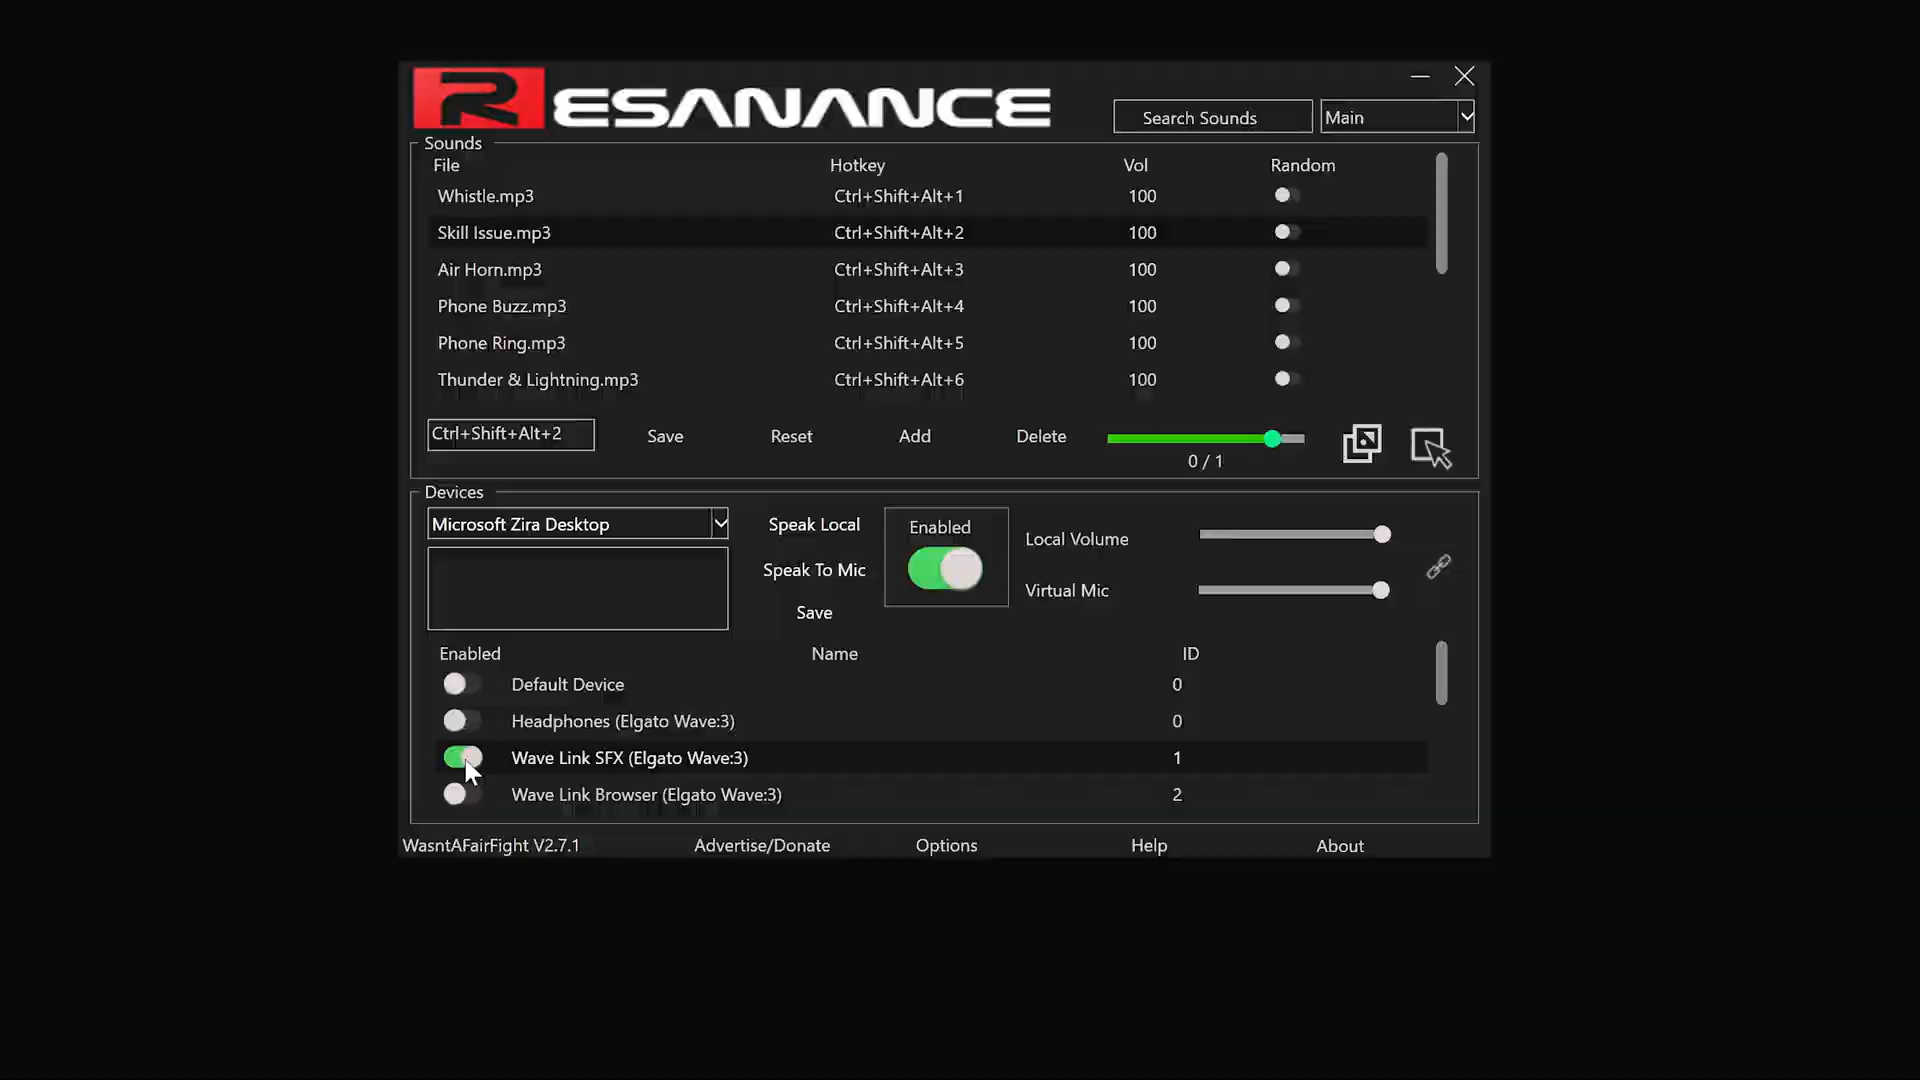 RESANANCE
Search Sounds
Main
Sounds
File Hotkey Vol Random
Whistle.mp3 Ctrl+Shift+Alt+1 100
Skill Issue.mp3 Ctrl+Shift+Alt+2 100
Air Horn.mp3 Ctrl+Shift+Alt+3 100
Phone Buzz.mp3 Ctrl+Shift+Alt+4 100
Phone Ring.mp3 Ctrl+Shift+Alt+5 100
Thunder & Lightning.mp3 Ctrl+Shift+Alt+6 100
Ctrl+Shift+Alt+2 Save Reset Add Delete
0 / 1
Devices
Microsoft Zira Desktop Speak Local Enabled
Local Volume
Speak To Mic
Virtual Mic
Save
Enabled Name ID
Default Device 0
Headphones (Elgato Wave:3) 0
Wave Link SFX (Elgato Wave:3) 1
Wave Link Browser (Elgato Wave:3) 2
WasntAFairFight V2.7.1 Advertise/Donate Options Help About